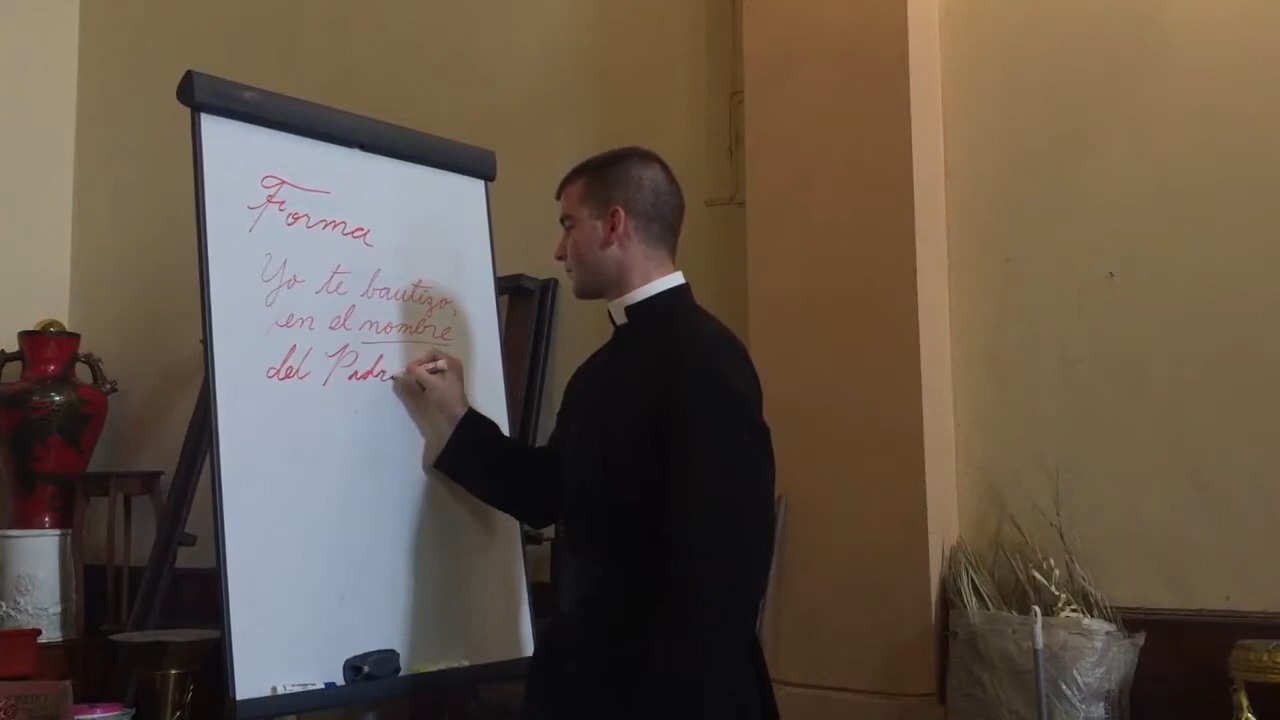 Forma
Yo te bautizo,
en el nombre
del Padr